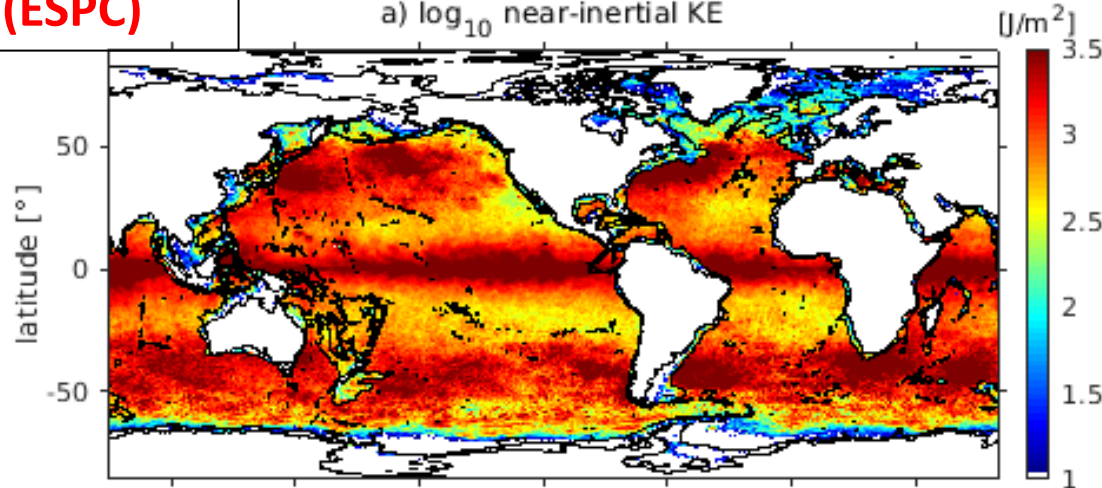 (ESPC)
a) log₁₀ near-inertial KE
[J/m²]
3.5
3
2.5
2
1.5
1
latitude [°]
50
0
-50